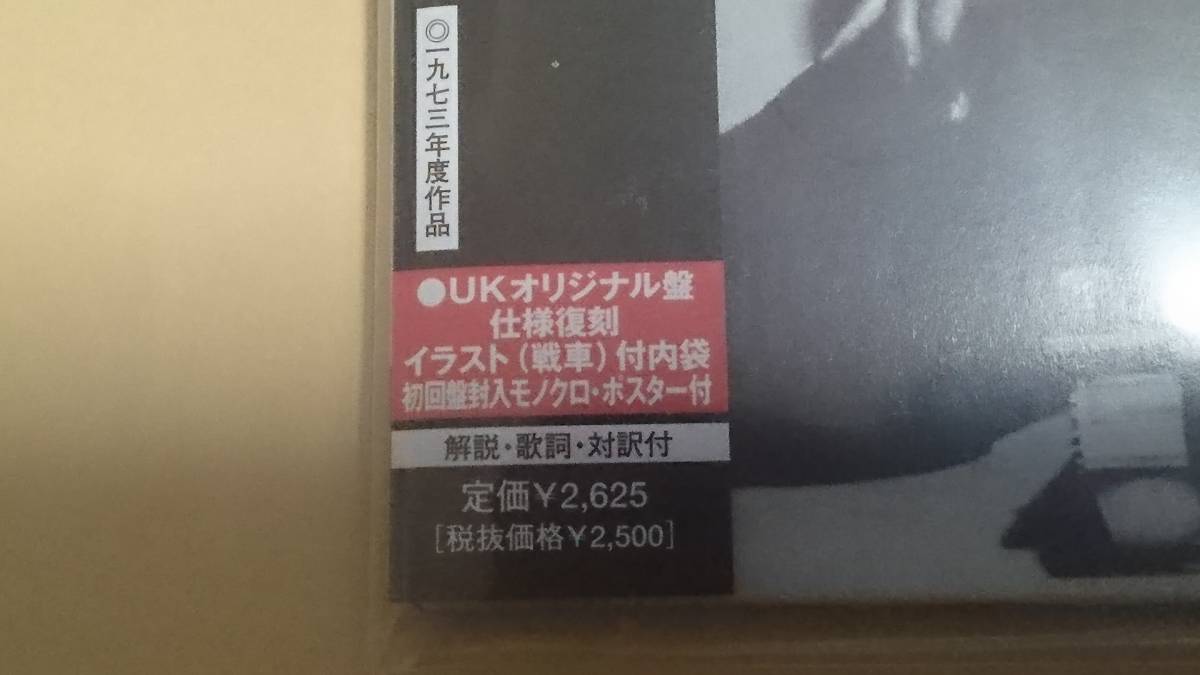 ◎一九七三年度作品
●UKオリジナル盤
仕様復刻
イラスト(戦車)付内袋
初回盤封入モノクロ・ポスター付
解説・歌詞・対訳付
定価¥2,625
[税抜価格¥2,500]